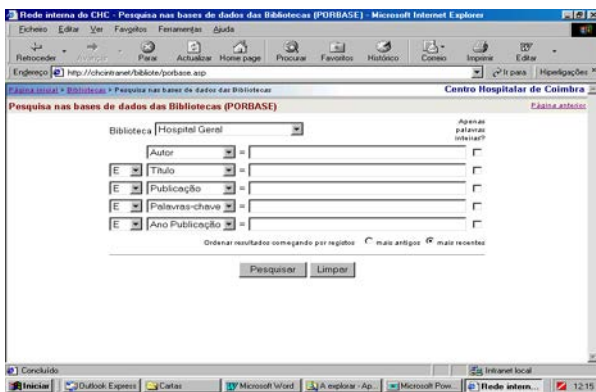 Rede interna do CHC - Pesquisa nas bases de dados das Bibliotecas (PORBASE) - Microsoft Internet Explorer
Ficheiro Editar Ver Favoritos Ferramentas Ajuda
Retroceder Avançar Parar Actualizar Home page Procurar Favoritos Histórico Correio Imprimir Editar
Endereço http://chcintranet/bibliote/porbase.asp Ir para Hiperligações »
Página inicial > Bibliotecas > Pesquisa nas bases de dados das Bibliotecas Centro Hospitalar de Coimbra
Pesquisa nas bases de dados das Bibliotecas (PORBASE) Página anterior
Biblioteca Hospital Geral Apenas palavras inteiras?
Autor =
E Título =
E Publicação =
E Palavras-chave =
E Ano Publicação =
Ordenar resultados começando por registos mais antigos mais recentes
Pesquisar Limpar
Concluído Intranet local
Iniciar Outlook Express Cartas Microsoft Word A explorar - Ap... Microsoft Pow... Rede intern... 12:15